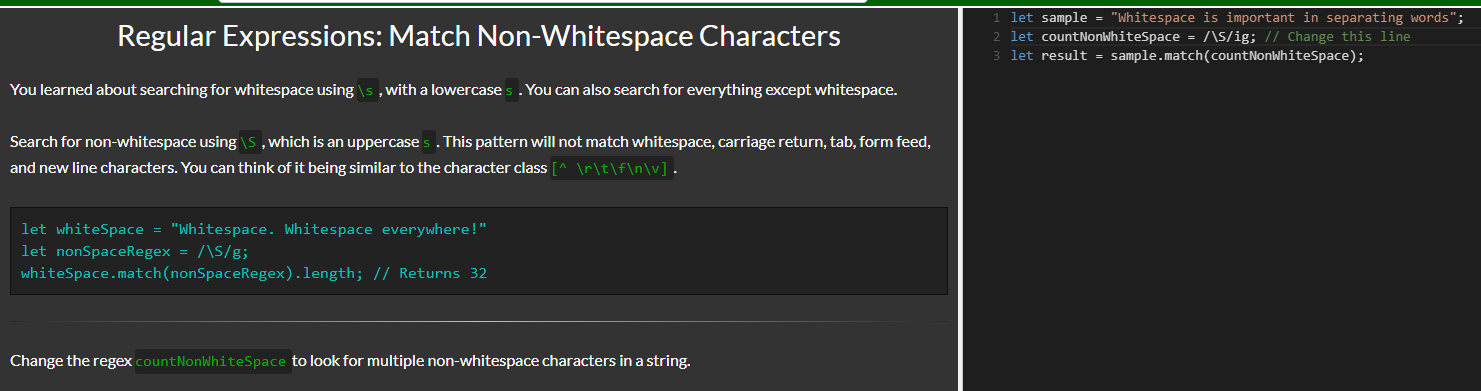 Regular Expressions: Match Non-Whitespace Characters
You learned about searching for whitespace using \s , with a lowercase s . You can also search for everything except whitespace.
Search for non-whitespace using \S , which is an uppercase s . This pattern will not match whitespace, carriage return, tab, form feed,
and new line characters. You can think of it being similar to the character class [^ \r\t\f\n\v] .
let whiteSpace = "Whitespace. Whitespace everywhere!"
let nonSpaceRegex = /\S/g;
whiteSpace.match(nonSpaceRegex).length; // Returns 32
Change the regex countNonWhiteSpace to look for multiple non-whitespace characters in a string.
1 let sample = "Whitespace is important in separating words";
2 let countNonWhiteSpace = /\S/ig; // Change this line
3 let result = sample.match(countNonWhiteSpace);